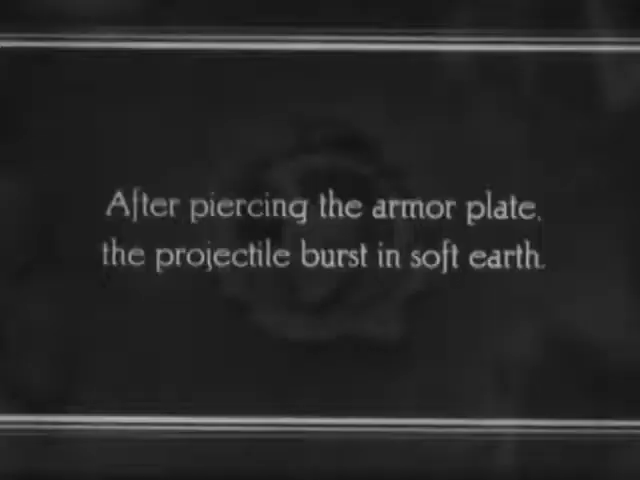 After piercing the armor plate,
the projectile burst in soft earth.